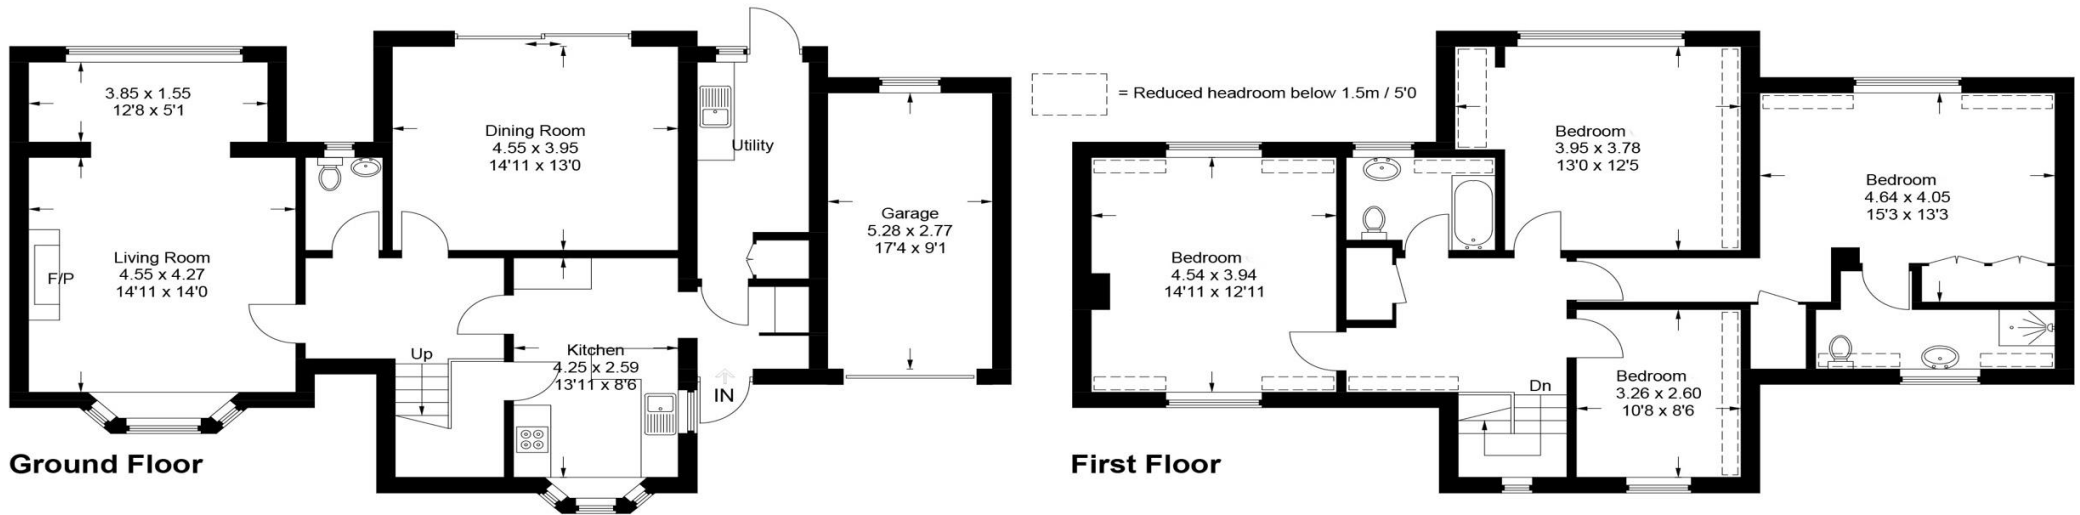 3.85 x 1.55
12'8 x 5'1
Dining Room
4.55 x 3.95
14'11 x 13'0
Utility
Garage
5.28 x 2.77
17'4 x 9'1
F/P
Living Room
4.55 x 4.27
14'11 x 14'0
Up
Kitchen
4.25 x 2.59
13'11 x 8'6
IN
Ground Floor
= Reduced headroom below 1.5m / 5'0
Bedroom
3.95 x 3.78
13'0 x 12'5
Bedroom
4.64 x 4.05
15'3 x 13'3
Bedroom
4.54 x 3.94
14'11 x 12'11
Dn
Bedroom
3.26 x 2.60
10'8 x 8'6
First Floor